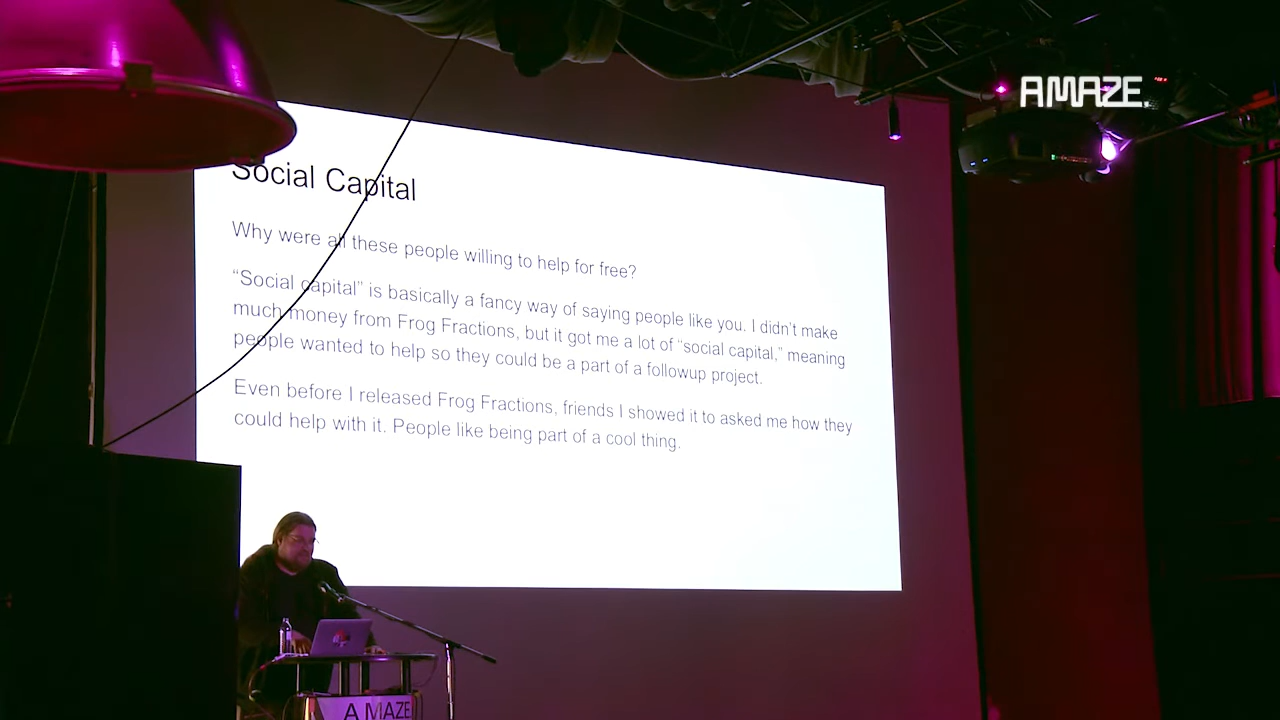 AMAZE.
Social Capital
Why were all these people willing to help for free?
“Social capital” is basically a fancy way of saying people like you. I didn’t make
much money from Frog Fractions, but it got me a lot of “social capital,” meaning
people wanted to help so they could be a part of a followup project.
Even before I released Frog Fractions, friends I showed it to asked me how they
could help with it. People like being part of a cool thing.
A MAZE